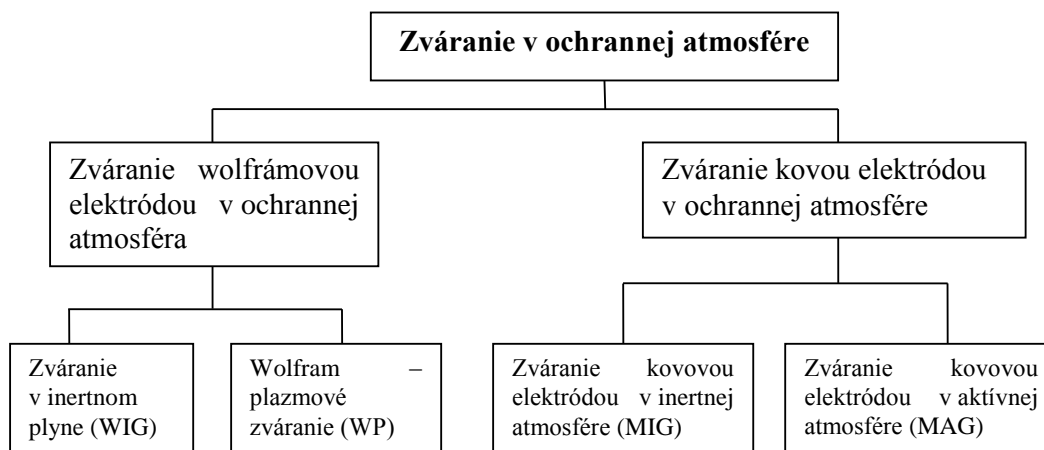 Zváranie v ochrannej atmosfére
Zváranie wolfrámovou
elektródou v ochrannej
atmosféra
Zváranie kovou elektródou
v ochrannej atmosfére
Zváranie
v inertnom
plyne (WIG)
Wolfram –
plazmové
zváranie (WP)
Zváranie kovovou
elektródou v inertnej
atmosfére (MIG)
Zváranie kovovou
elektródou v aktívnej
atmosfére (MAG)